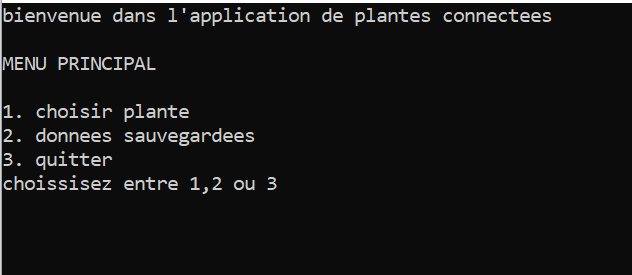 bienvenue dans l'application de plantes connectees
MENU PRINCIPAL
1. choisir plante
2. donnees sauvegardees
3. quitter
choissisez entre 1,2 ou 3